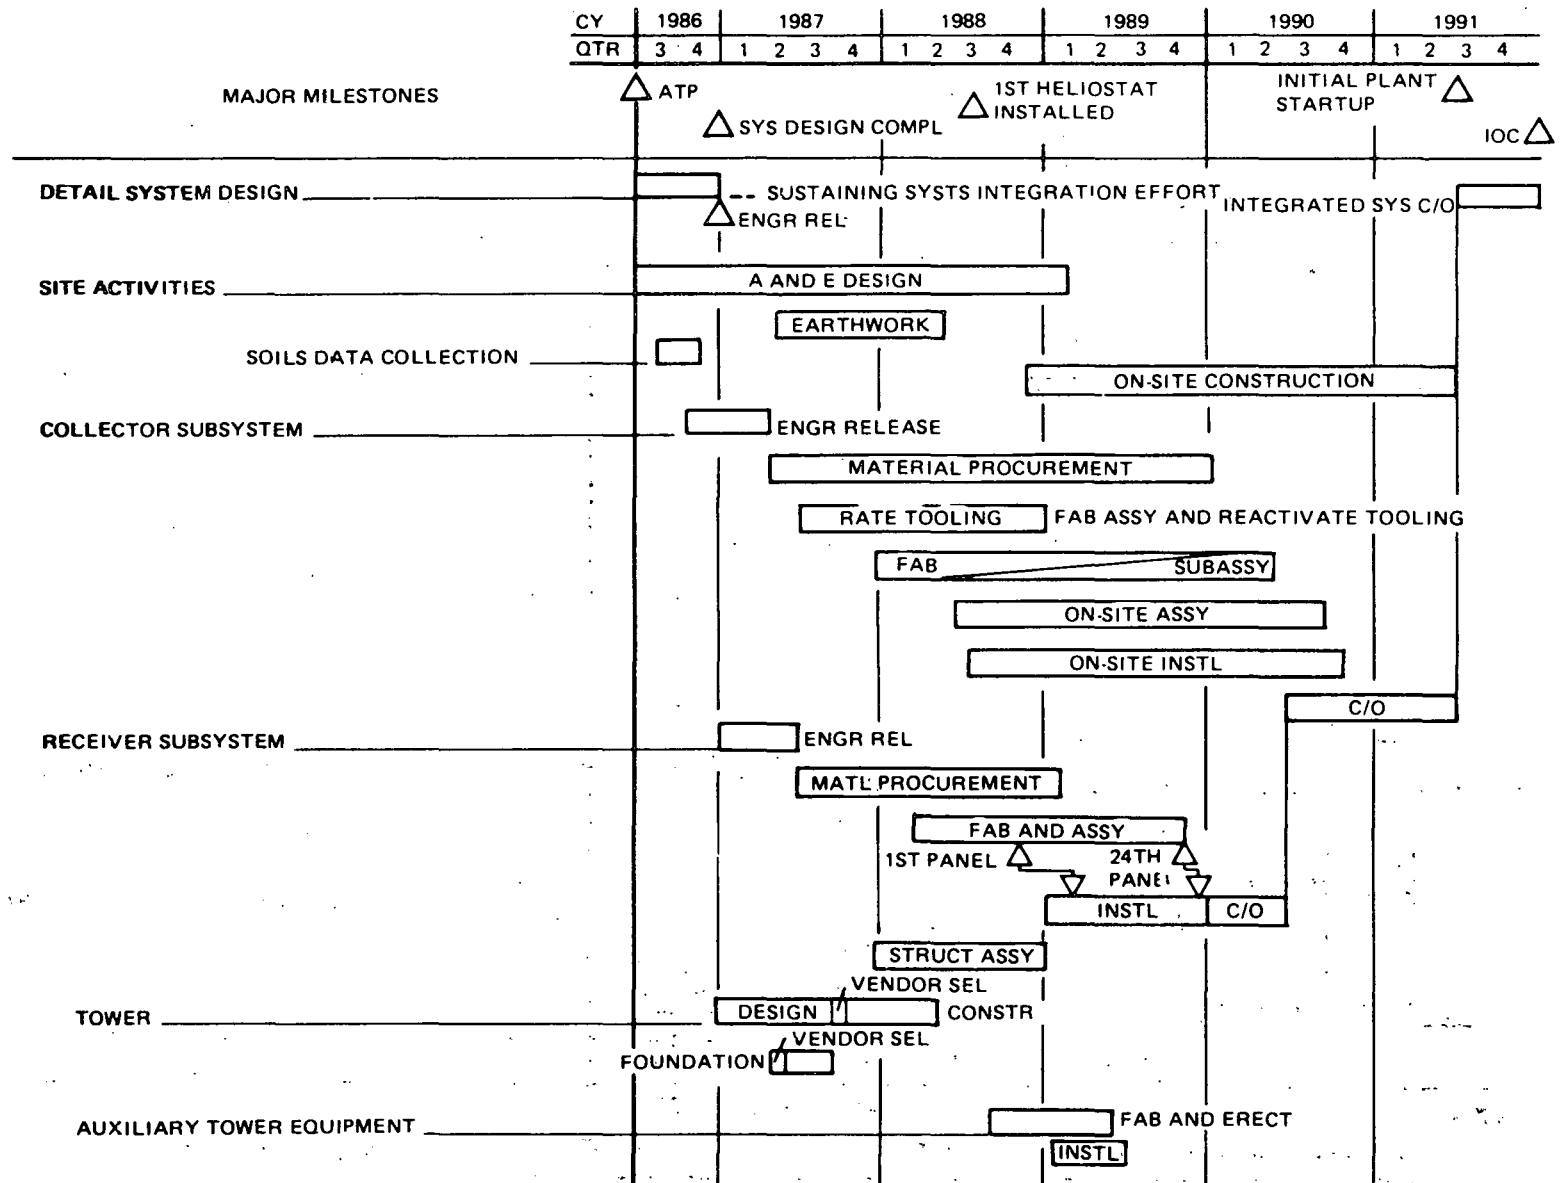 CY 1986 1987 1988 1989 1990 1991
QTR 3 4 1 2 3 4 1 2 3 4 1 2 3 4 1 2 3 4 1 2 3 4
MAJOR MILESTONES
ATP
SYS DESIGN COMPL
1ST HELIOSTAT
INSTALLED
INITIAL PLANT
STARTUP
IOC
DETAIL SYSTEM DESIGN
-- SUSTAINING SYSTS INTEGRATION EFFORT
INTEGRATED SYS C/O
ENGR REL
SITE ACTIVITIES
A AND E DESIGN
EARTHWORK
SOILS DATA COLLECTION
ON-SITE CONSTRUCTION
COLLECTOR SUBSYSTEM
ENGR RELEASE
MATERIAL PROCUREMENT
RATE TOOLING
FAB ASSY AND REACTIVATE TOOLING
FAB
SUBASSY
ON-SITE ASSY
ON-SITE INSTL
C/O
RECEIVER SUBSYSTEM
ENGR REL
MATL PROCUREMENT
FAB AND ASSY
1ST PANEL
24TH
PANEL
INSTL
C/O
STRUCT ASSY
VENDOR SEL
TOWER
DESIGN
CONSTR
VENDOR SEL
FOUNDATION
AUXILIARY TOWER EQUIPMENT
FAB AND ERECT
INSTL